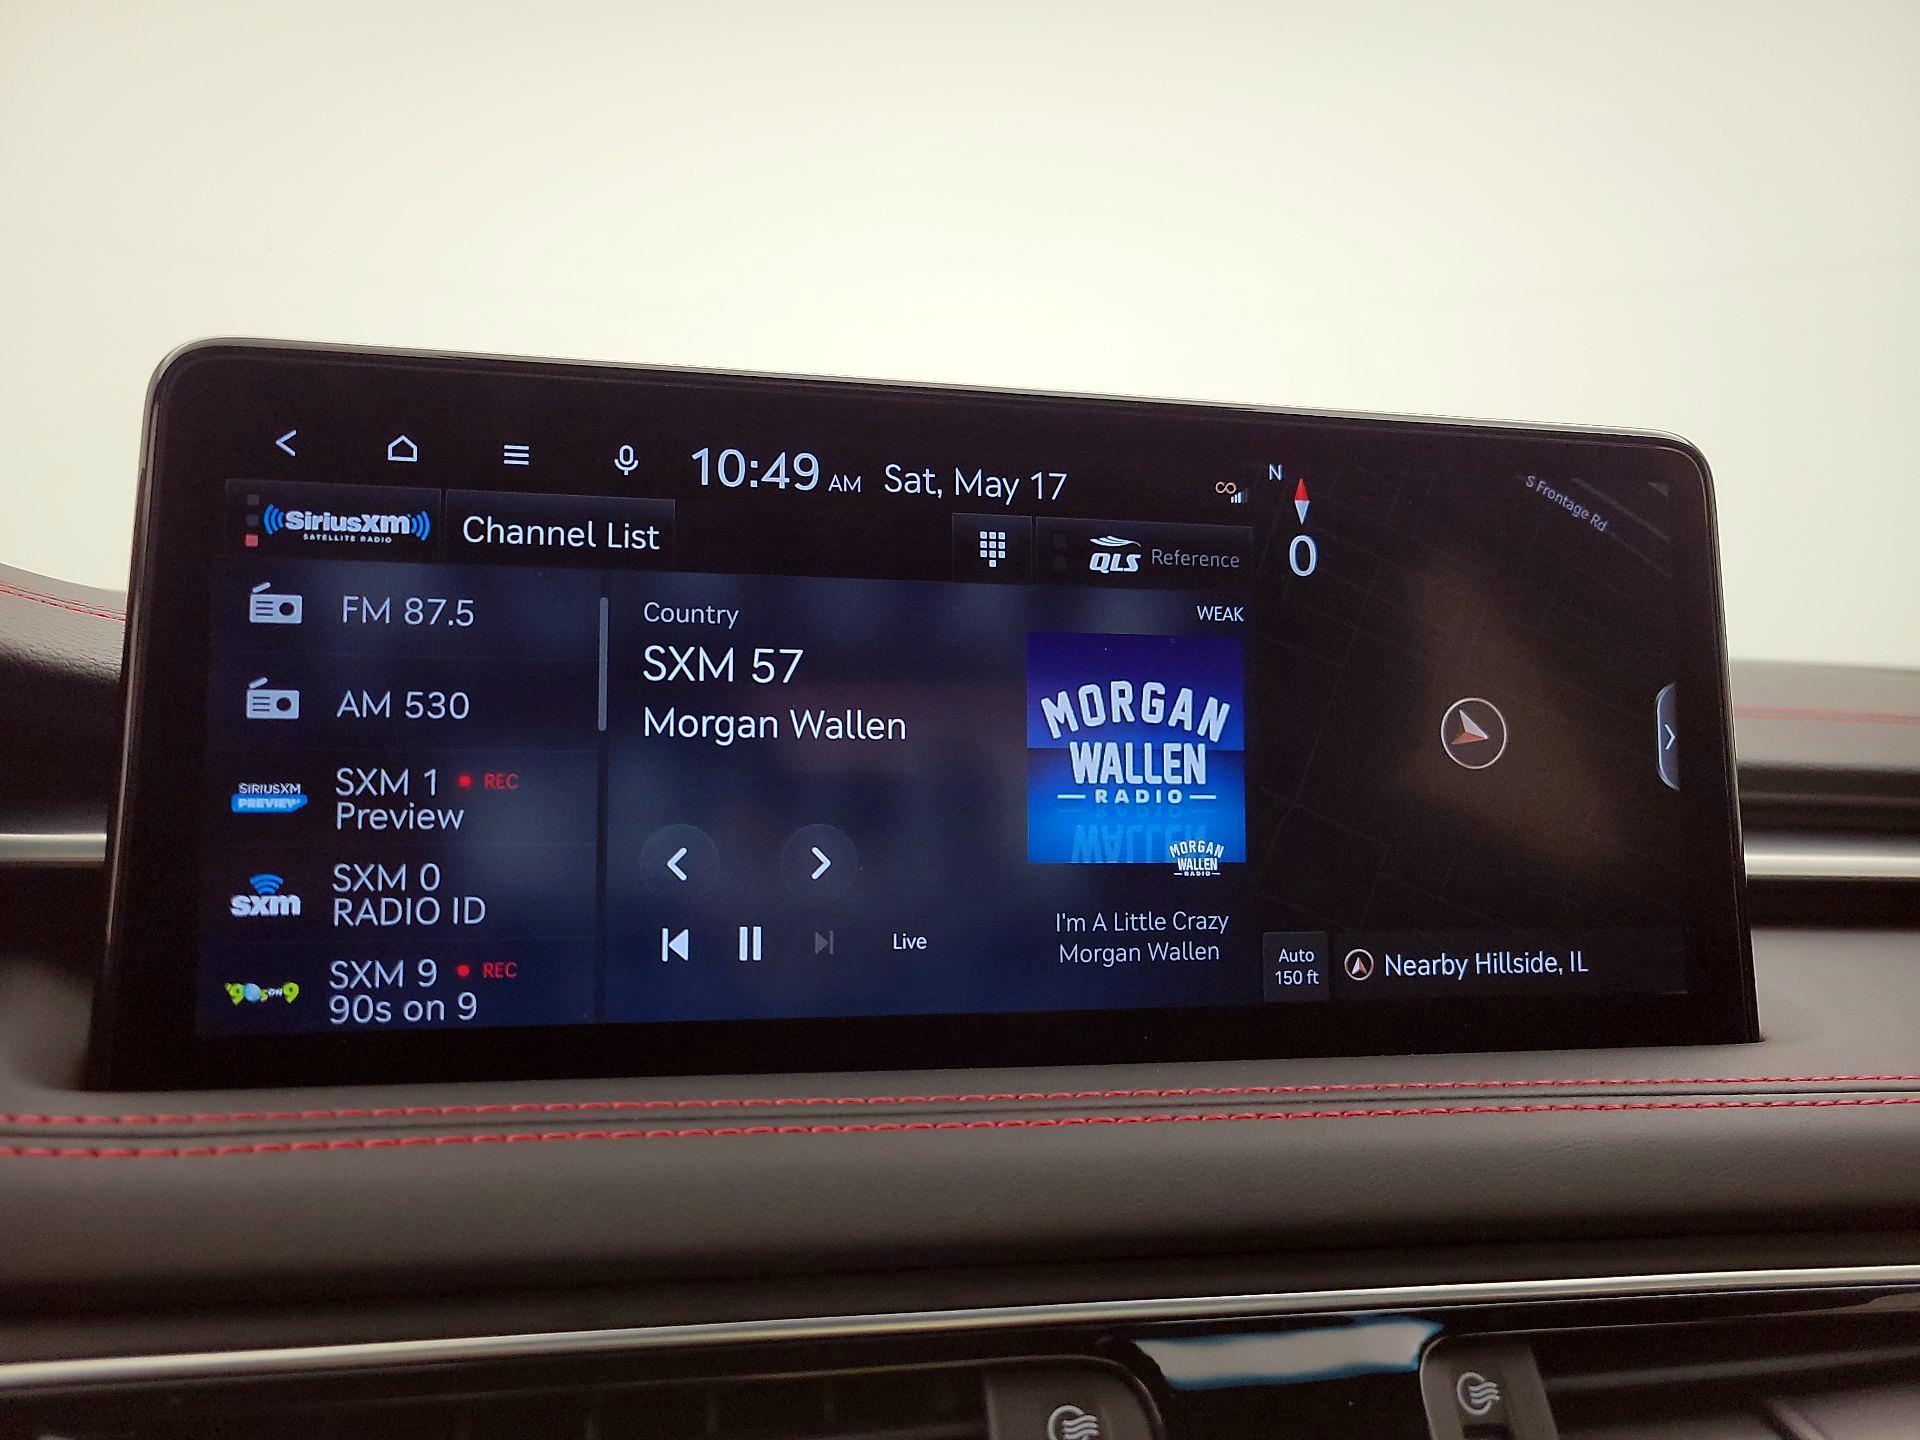 10:49 AM Sat, May 17
SiriusXM
SATELLITE RADIO
Channel List
QLS Reference
FM 87.5
AM 530
SIRIUSXM
PREVIEW
SXM 1 REC
Preview
sxm
SXM 0
RADIO ID
'90s ON 9
SXM 9 REC
90s on 9
Country
WEAK
SXM 57
Morgan Wallen
MORGAN
WALLEN
RADIO
MORGAN
WALLEN
RADIO
Live
I'm A Little Crazy
Morgan Wallen
N
0
S Frontage Rd
Auto
150 ft
Nearby Hillside, IL